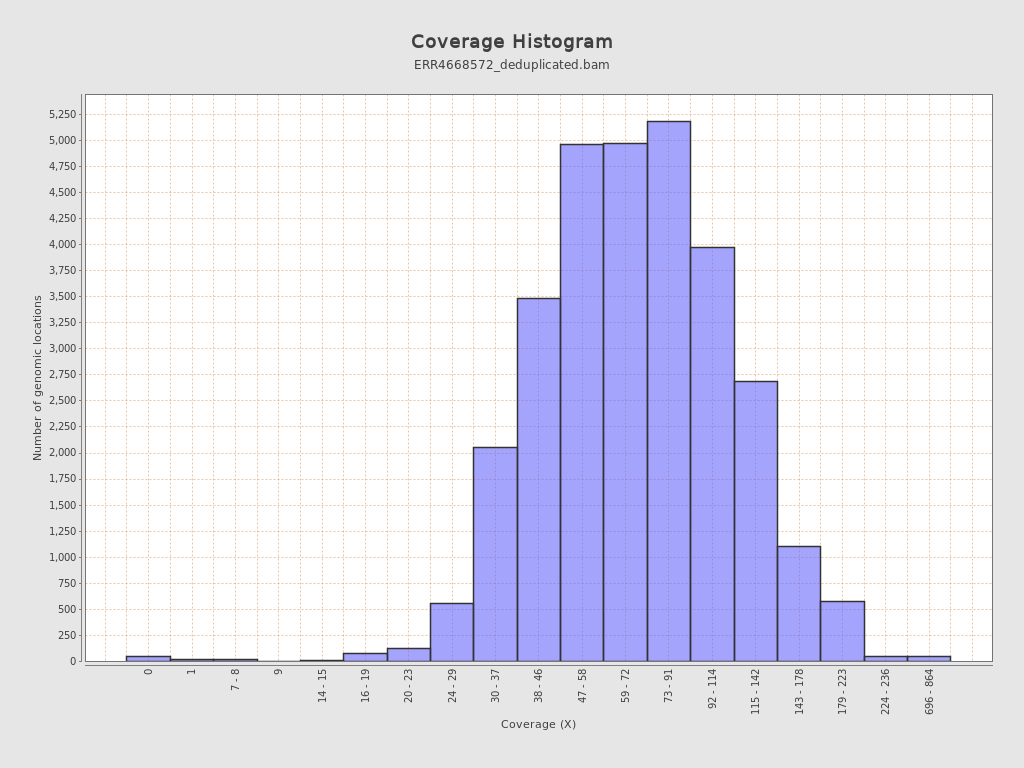 Coverage Histogram
ERR4668572_deduplicated.bam
Number of genomic locations
5,250
5,000
4,750
4,500
4,250
4,000
3,750
3,500
3,250
3,000
2,750
2,500
2,250
2,000
1,750
1,500
1,250
1,000
750
500
250
0
0
1
7 - 8
9
14 - 15
16 - 19
20 - 23
24 - 29
30 - 37
38 - 46
47 - 58
59 - 72
73 - 91
92 - 114
115 - 142
143 - 178
179 - 223
224 - 236
696 - 864
Coverage (X)